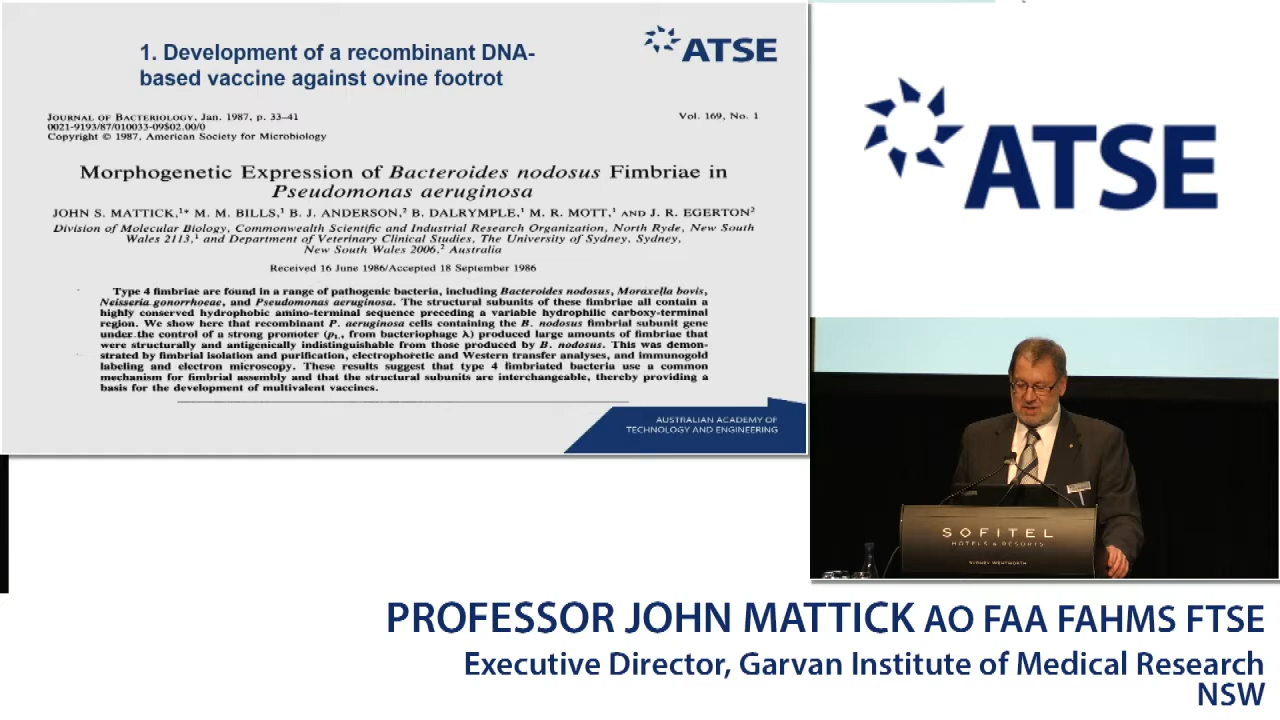 1. Development of a recombinant DNA-
based vaccine against ovine footrot
ATSE
JOURNAL OF BACTERIOLOGY, Jan. 1987, p. 33–41
0021-9193/87/010033-09$02.00/0
Copyright © 1987, American Society for Microbiology
Vol. 169, No. 1
Morphogenetic Expression of Bacteroides nodosus Fimbriae in
Pseudomonas aeruginosa
JOHN S. MATTICK,¹* M. M. BILLS,¹ B. J. ANDERSON,² B. DALRYMPLE,¹ M. R. MOTT,¹ AND J. R. EGERTON²
Division of Molecular Biology, Commonwealth Scientific and Industrial Research Organization, North Ryde, New South
Wales 2113,¹ and Department of Veterinary Clinical Studies, The University of Sydney, Sydney,
New South Wales 2006,² Australia
Received 16 June 1986/Accepted 18 September 1986
Type 4 fimbriae are found in a range of pathogenic bacteria, including Bacteroides nodosus, Moraxella bovis,
Neisseria gonorrhoeae, and Pseudomonas aeruginosa. The structural subunits of these fimbriae all contain a
highly conserved hydrophobic amino-terminal sequence preceding a variable hydrophilic carboxy-terminal
region. We show here that recombinant P. aeruginosa cells containing the B. nodosus fimbrial subunit gene
under the control of a strong promoter (pL, from bacteriophage λ) produced large amounts of fimbriae that
were structurally and antigenically indistinguishable from those produced by B. nodosus. This was demon-
strated by fimbrial isolation and purification, electrophoretic and Western transfer analyses, and immunogold
labeling and electron microscopy. These results suggest that type 4 fimbriated bacteria use a common
mechanism for fimbrial assembly and that the structural subunits are interchangeable, thereby providing a
basis for the development of multivalent vaccines.
AUSTRALIAN ACADEMY OF
TECHNOLOGY AND ENGINEERING
ATSE
SOFITEL
HOTELS & RESORTS
SYDNEY WENTWORTH
PROFESSOR JOHN MATTICK AO FAA FAHMS FTSE
Executive Director, Garvan Institute of Medical Research
NSW